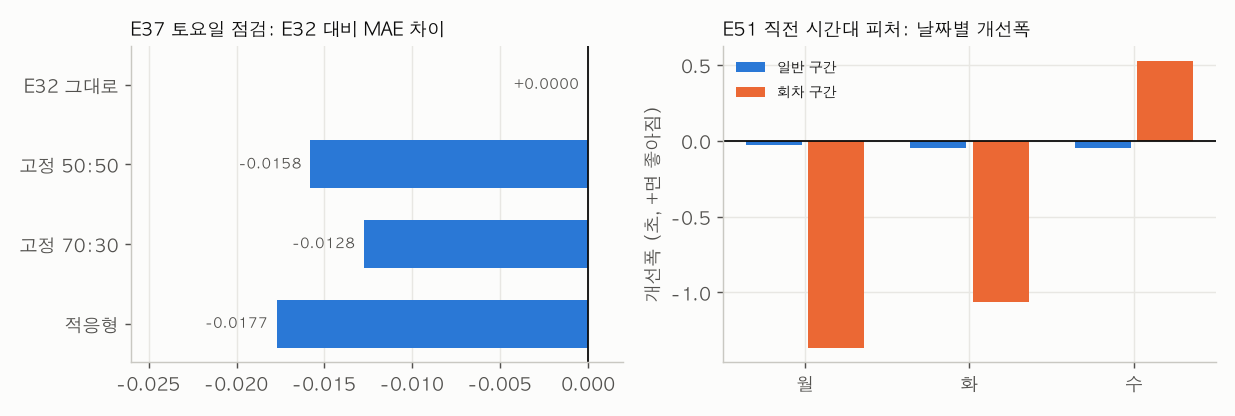 E37 토요일 점검: E32 대비 MAE 차이
E32 그대로
+0.0000
고정 50:50
-0.0158
고정 70:30
-0.0128
적응형
-0.0177
-0.025 -0.020 -0.015 -0.010 -0.005 0.000
E51 직전 시간대 피처: 날짜별 개선폭
일반 구간
회차 구간
개선폭 (초, +면 좋아짐)
0.5
0.0
-0.5
-1.0
월 화 수